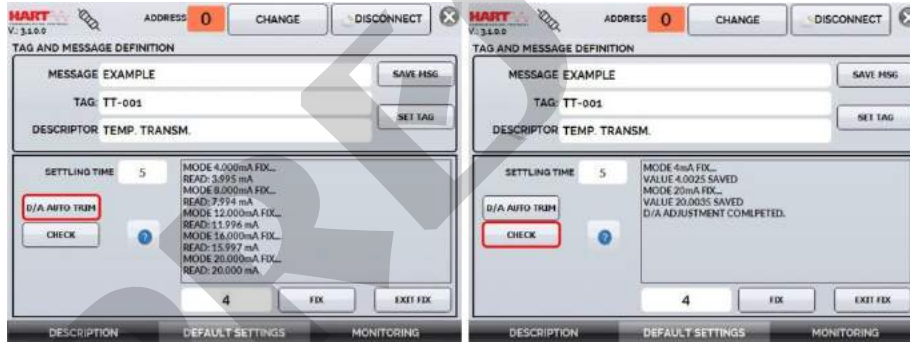 HART
V.: 3.1.0.0
ADDRESS 0 CHANGE DISCONNECT
TAG AND MESSAGE DEFINITION
MESSAGE EXAMPLE SAVE MSG
TAG: TT-001
SET TAG
DESCRIPTOR TEMP. TRANSM.
SETTLING TIME 5
D/A AUTO TRIM
CHECK
?
MODE 4.000mA FIX...
READ: 3.995 mA
MODE 8.000mA FIX...
READ: 7.994 mA
MODE 12.000mA FIX...
READ: 11.996 mA
MODE 16.000mA FIX...
READ: 15.997 mA
MODE 20.000mA FIX...
READ: 20.000 mA
4 FIX EXIT FIX
DESCRIPTION DEFAULT SETTINGS MONITORING
HART
V.: 3.1.0.0
ADDRESS 0 CHANGE DISCONNECT
TAG AND MESSAGE DEFINITION
MESSAGE EXAMPLE SAVE MSG
TAG: TT-001
SET TAG
DESCRIPTOR TEMP. TRANSM.
SETTLING TIME 5
D/A AUTO TRIM
CHECK
?
MODE 4mA FIX...
VALUE 4.0025 SAVED
MODE 20mA FIX...
VALUE 20.0035 SAVED
D/A ADJUSTMENT COMLPETED.
4 FIX EXIT FIX
DESCRIPTION DEFAULT SETTINGS MONITORING